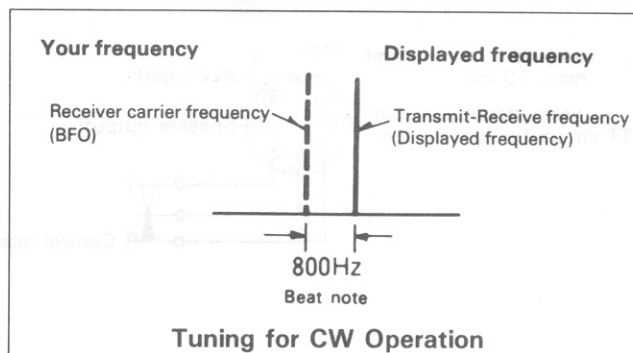 Your frequency
Displayed frequency
Receiver carrier frequency
(BFO)
Transmit-Receive frequency
(Displayed frequency)
800Hz
Beat note
Tuning for CW Operation